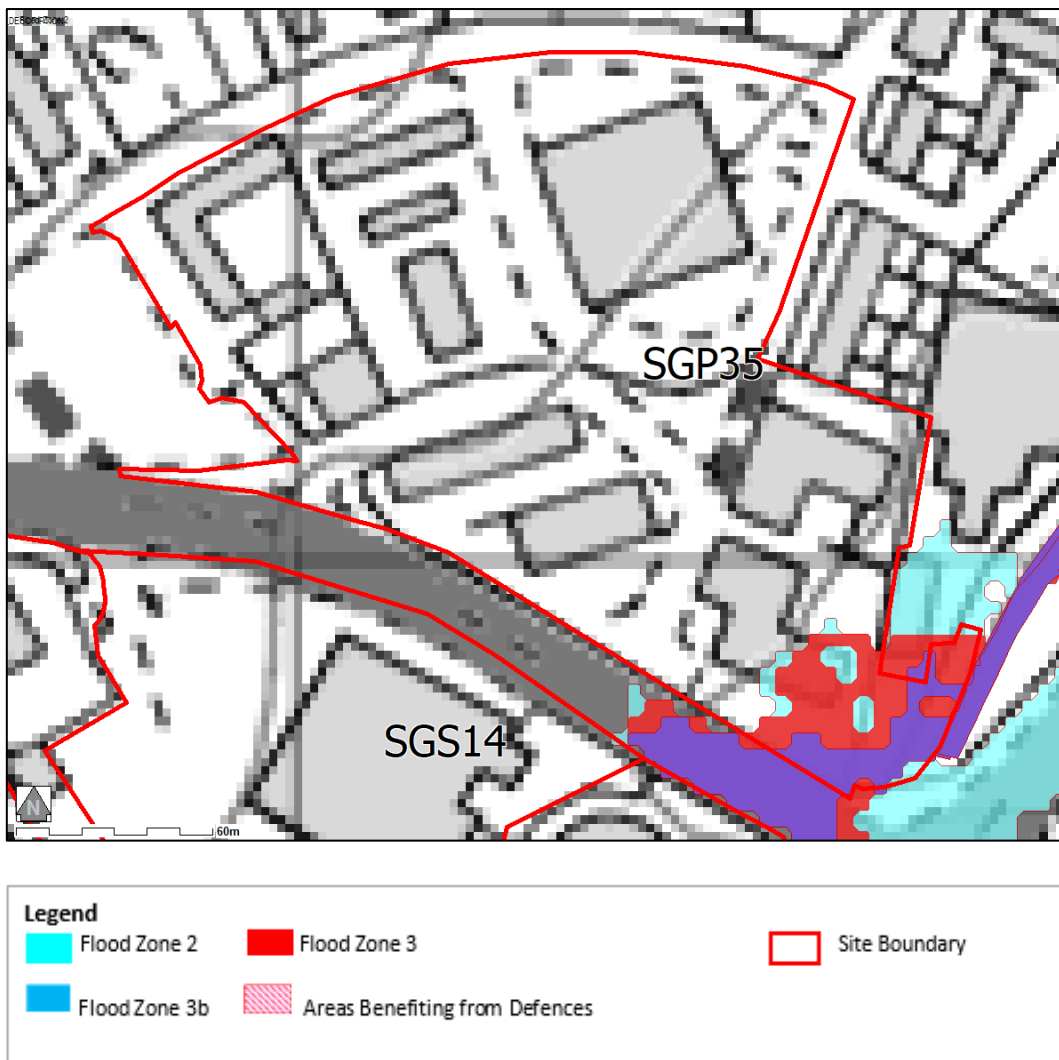 SGP35
SGS14
N
60m
Legend
Flood Zone 2
Flood Zone 3
Site Boundary
Flood Zone 3b
Areas Benefiting from Defences